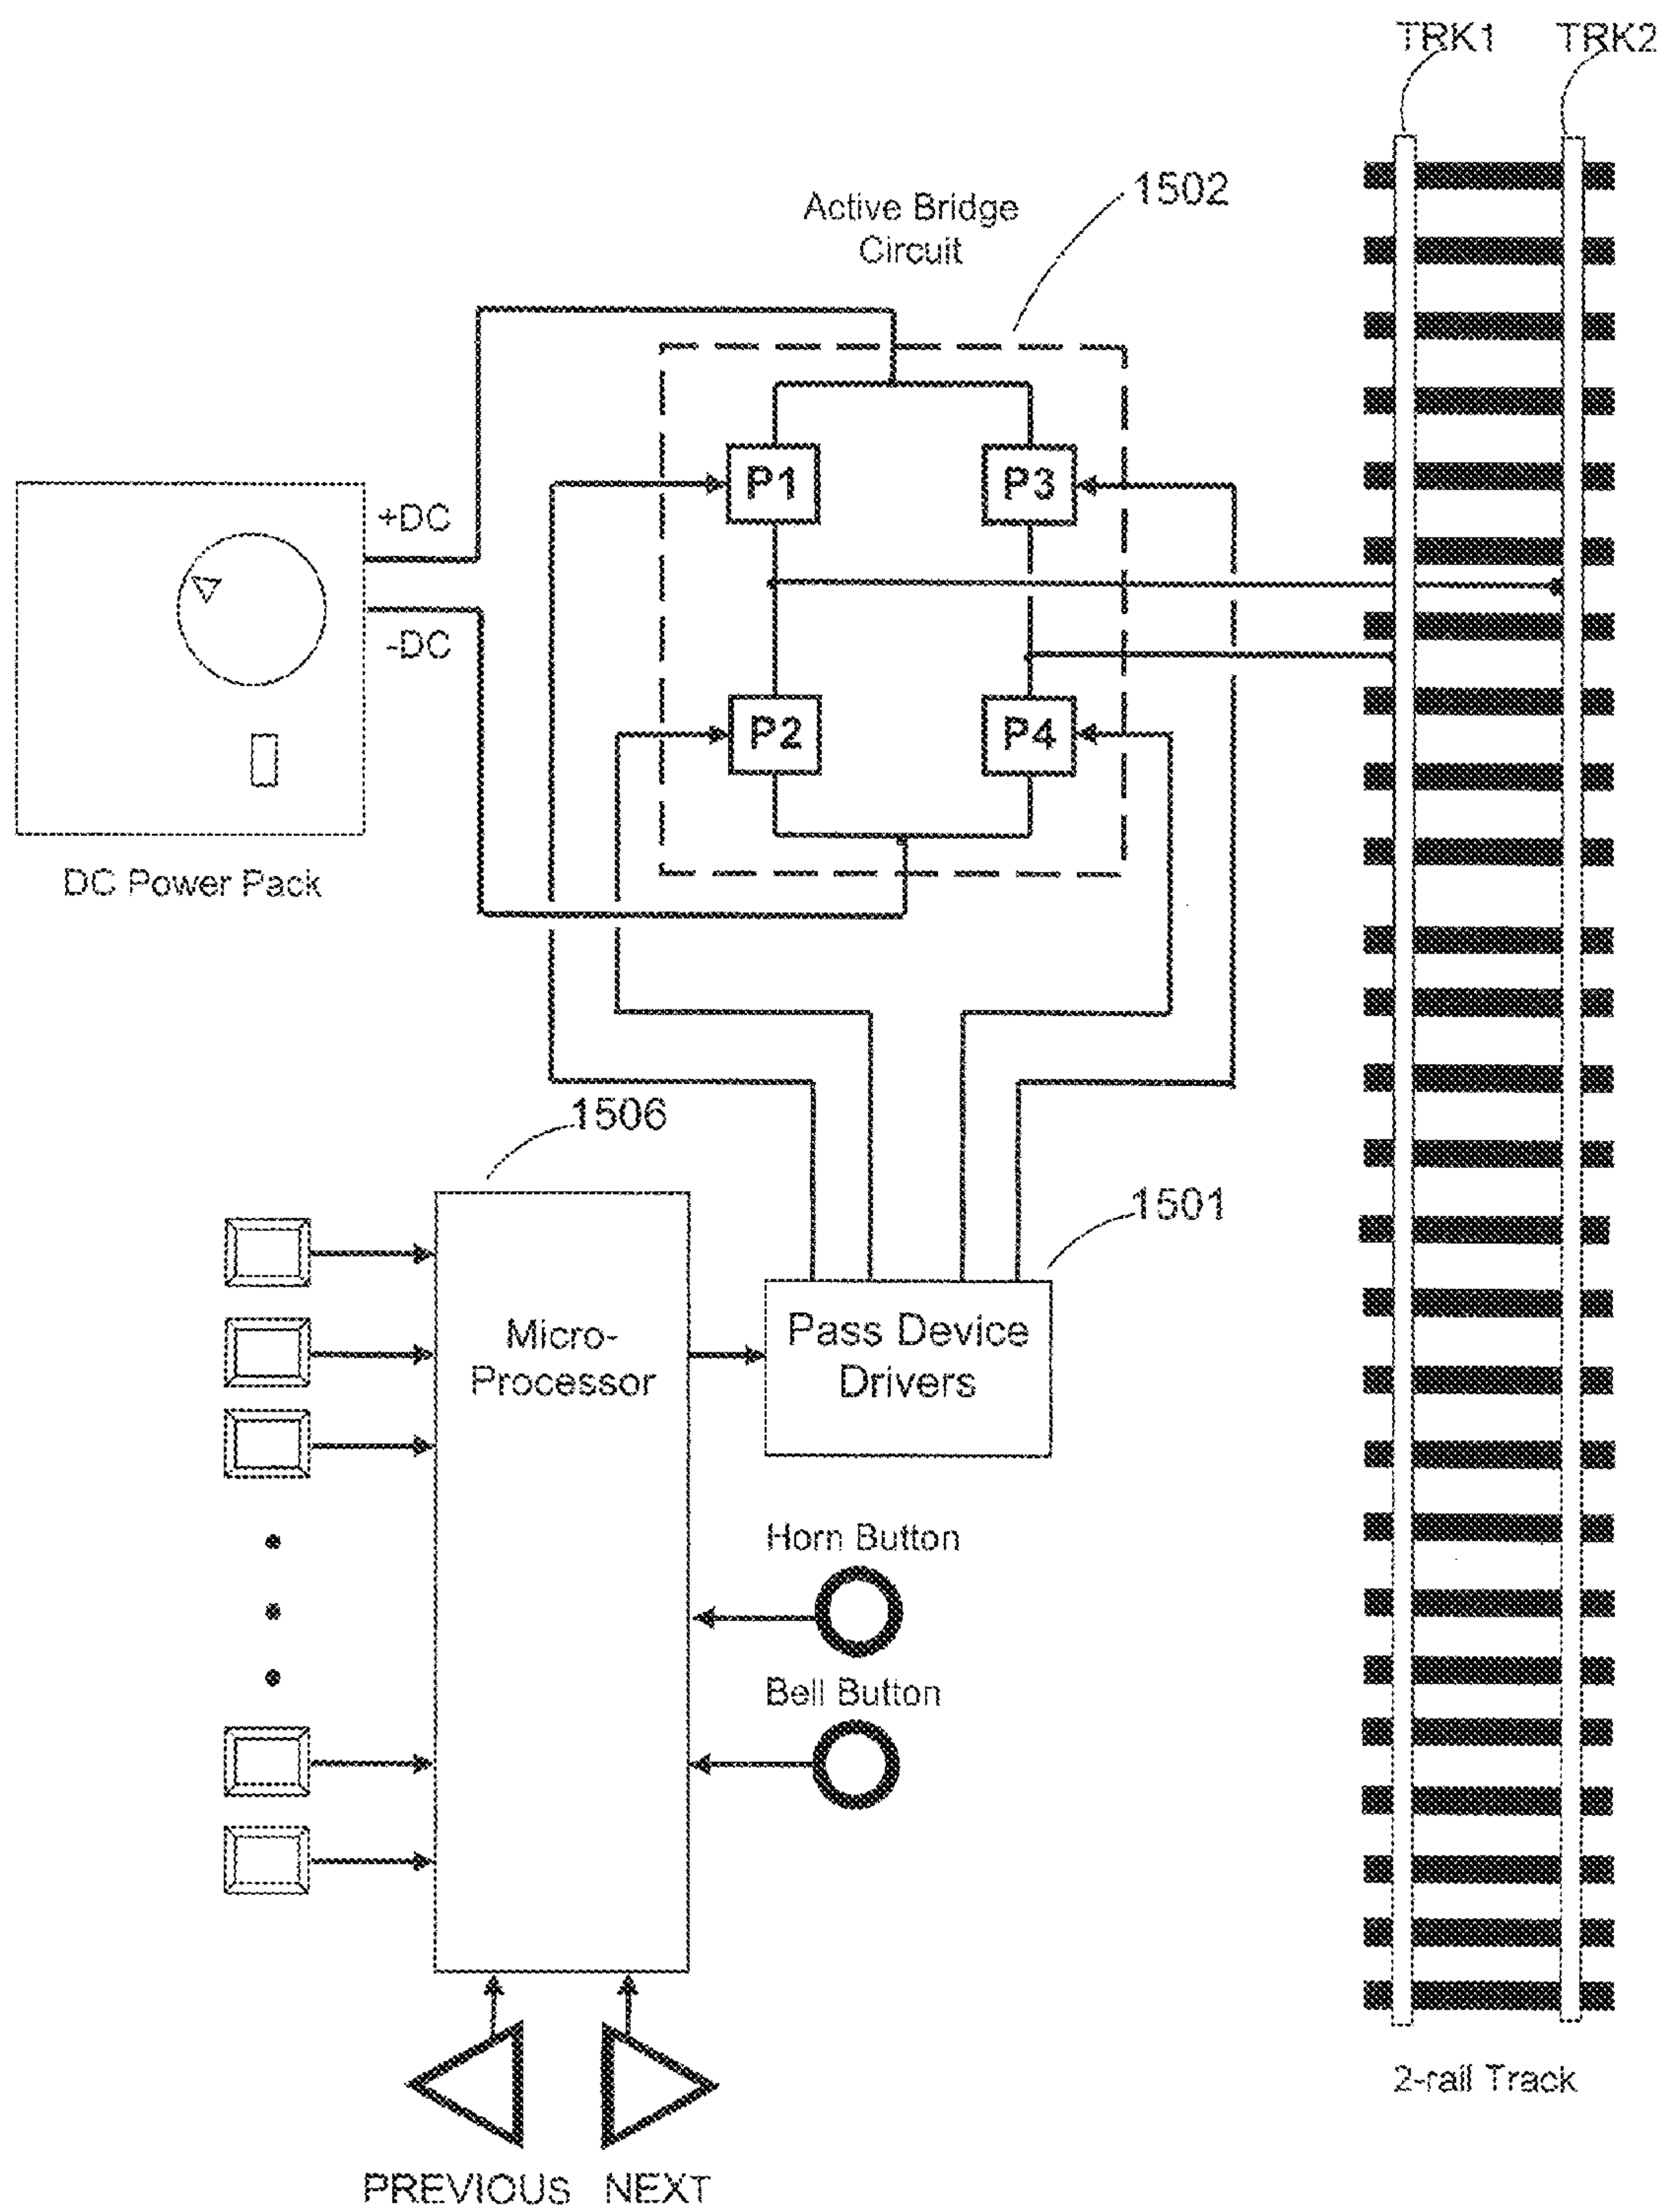 TRK1 TRK2
1502
Active Bridge
Circuit
P1 P3
+DC
-DC
P2 P4
DC Power Pack
1506
1501
Micro-
Processor
Pass Device
Drivers
Horn Button
Bell Button
2-rail Track
PREVIOUS NEXT